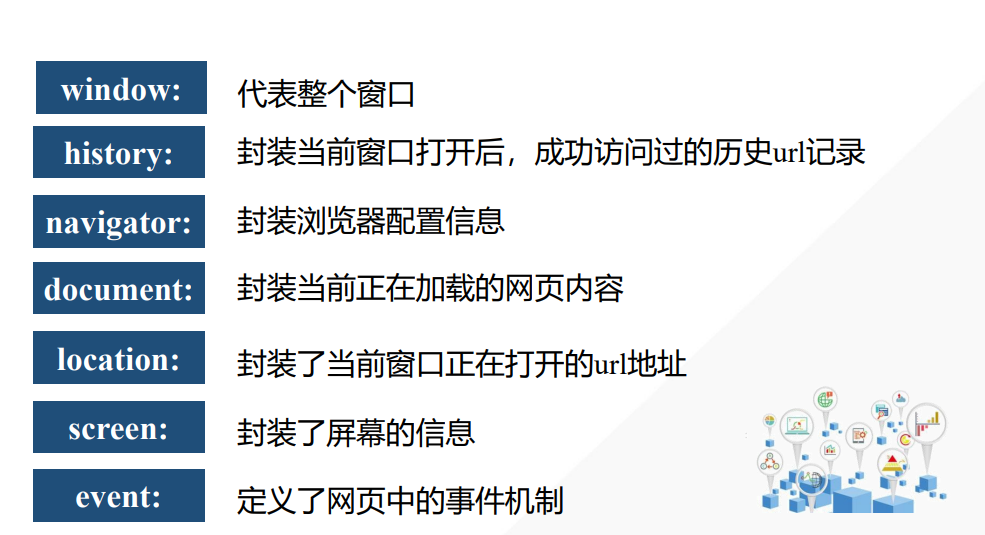 window: 代表整个窗口
history: 封装当前窗口打开后，成功访问过的历史url记录
navigator: 封装浏览器配置信息
document: 封装当前正在加载的网页内容
location: 封装了当前窗口正在打开的url地址
screen: 封装了屏幕的信息
event: 定义了网页中的事件机制